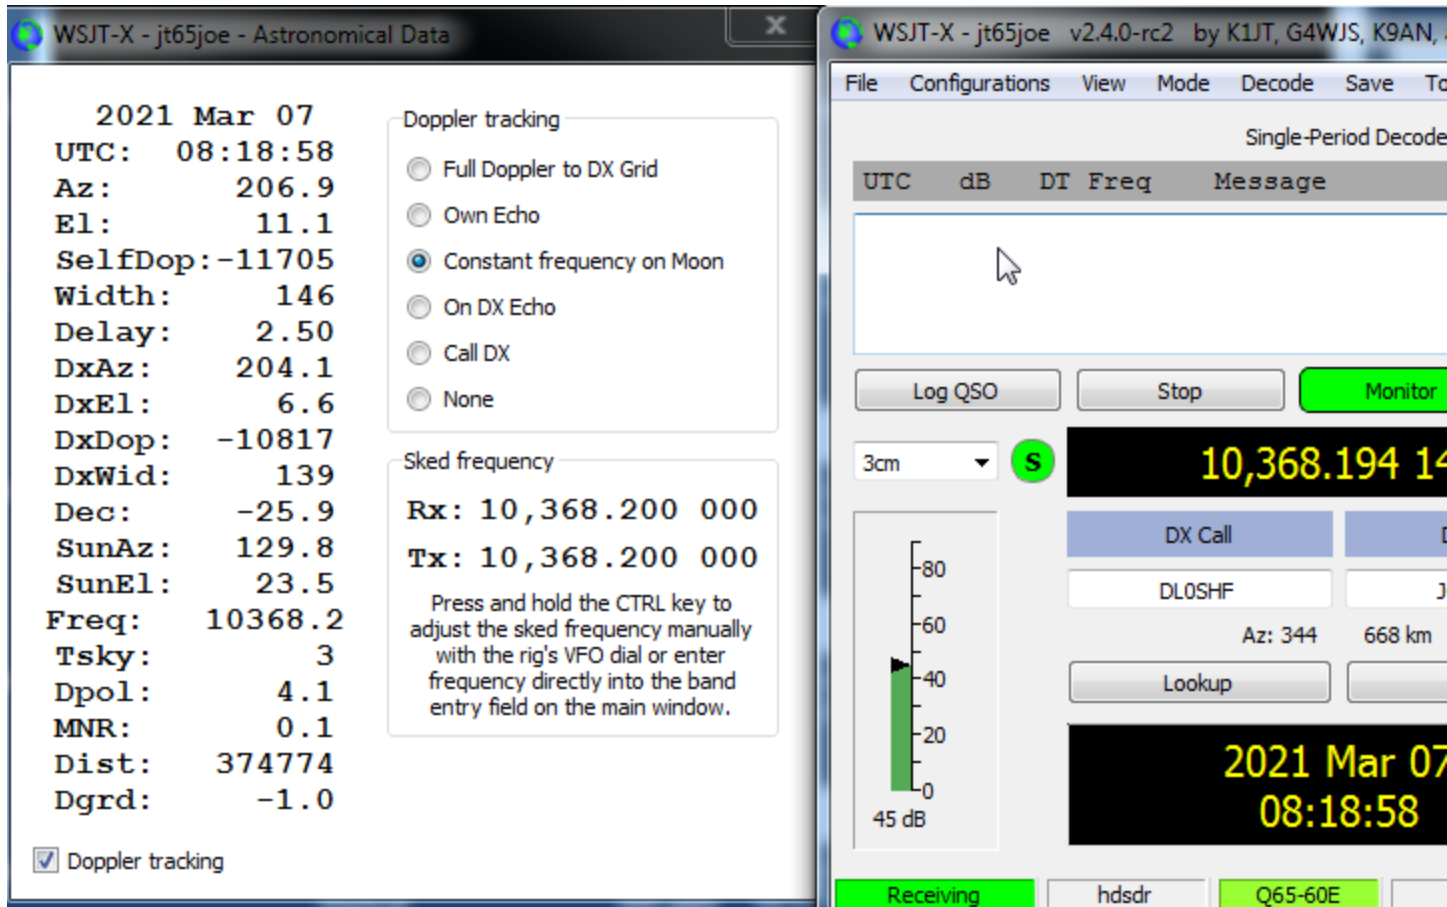 WSJT-X - jt65joe - Astronomical Data
2021 Mar 07
UTC: 08:18:58
Az: 206.9
El: 11.1
SelfDop:-11705
Width: 146
Delay: 2.50
DxAz: 204.1
DxEl: 6.6
DxDop: -10817
DxWid: 139
Dec: -25.9
SunAz: 129.8
SunEl: 23.5
Freq: 10368.2
Tsky: 3
Dpol: 4.1
MNR: 0.1
Dist: 374774
Dgrd: -1.0
Doppler tracking
Doppler tracking
Full Doppler to DX Grid
Own Echo
Constant frequency on Moon
On DX Echo
Call DX
None
Sked frequency
Rx: 10,368.200 000
Tx: 10,368.200 000
Press and hold the CTRL key to
adjust the sked frequency manually
with the rig's VFO dial or enter
frequency directly into the band
entry field on the main window.
WSJT-X - jt65joe v2.4.0-rc2 by K1JT, G4WJS, K9AN,
File Configurations View Mode Decode Save To
Single-Period Decode
UTC dB DT Freq Message
Log QSO Stop Monitor
3cm S 10,368.194 14
DX Call
80
60
40
20
0
45 dB
DL0SHF J
Az: 344 668 km
Lookup
2021 Mar 07
08:18:58
Receiving hdsdr Q65-60E